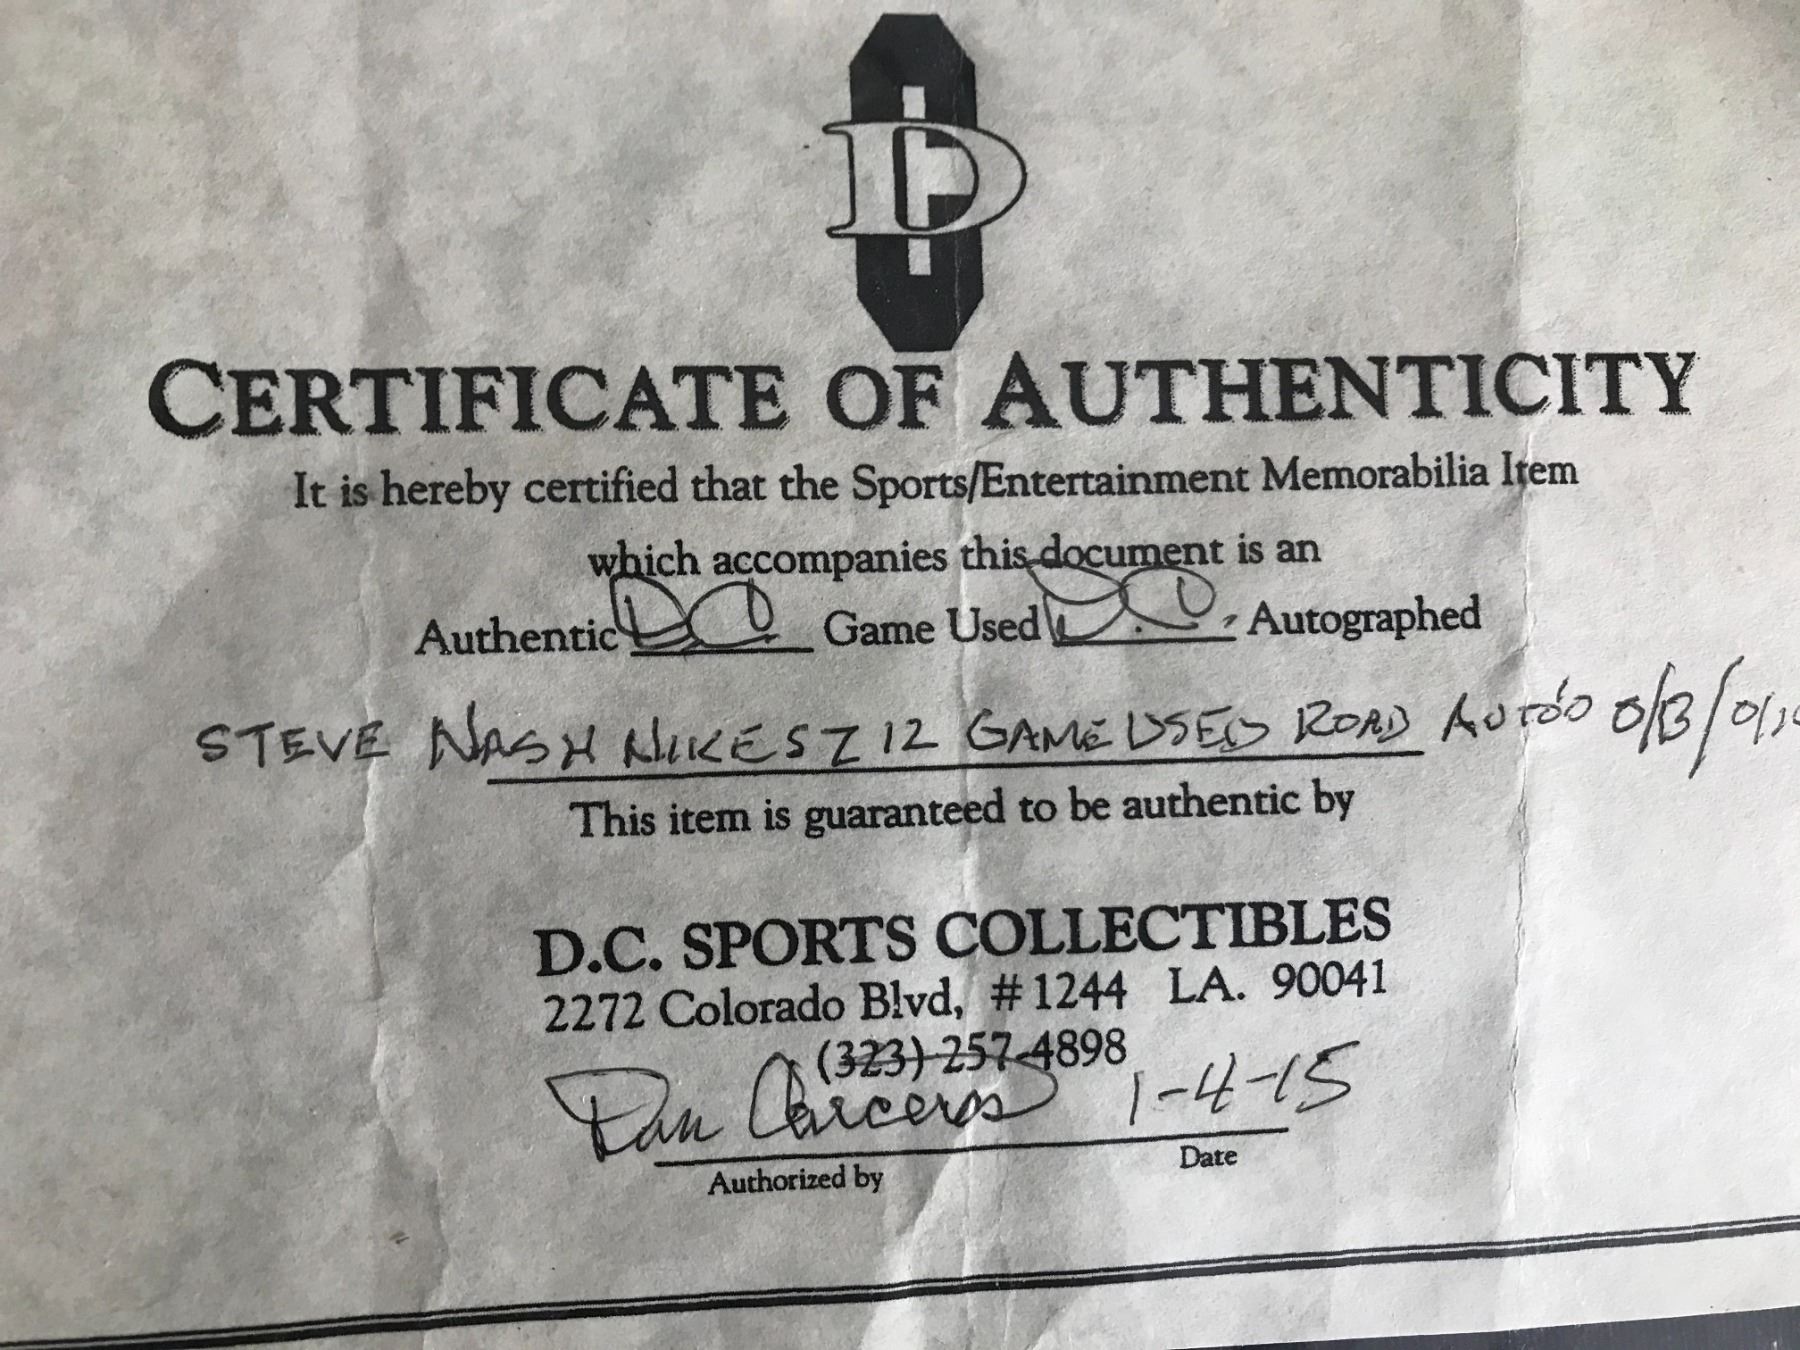 DC
CERTIFICATE OF AUTHENTICITY
It is hereby certified that the Sports/Entertainment Memorabilia Item
which accompanies this document is an
Authentic DC Game Used D.C. Autographed
STEVE NASH NIKE SZ 12 GAME USED ROAD AUTO'D
This item is guaranteed to be authentic by
D.C. SPORTS COLLECTIBLES
2272 Colorado Blvd, #1244 LA. 90041
(323) 257-4898
Dan 1-4-15
Authorized by Date